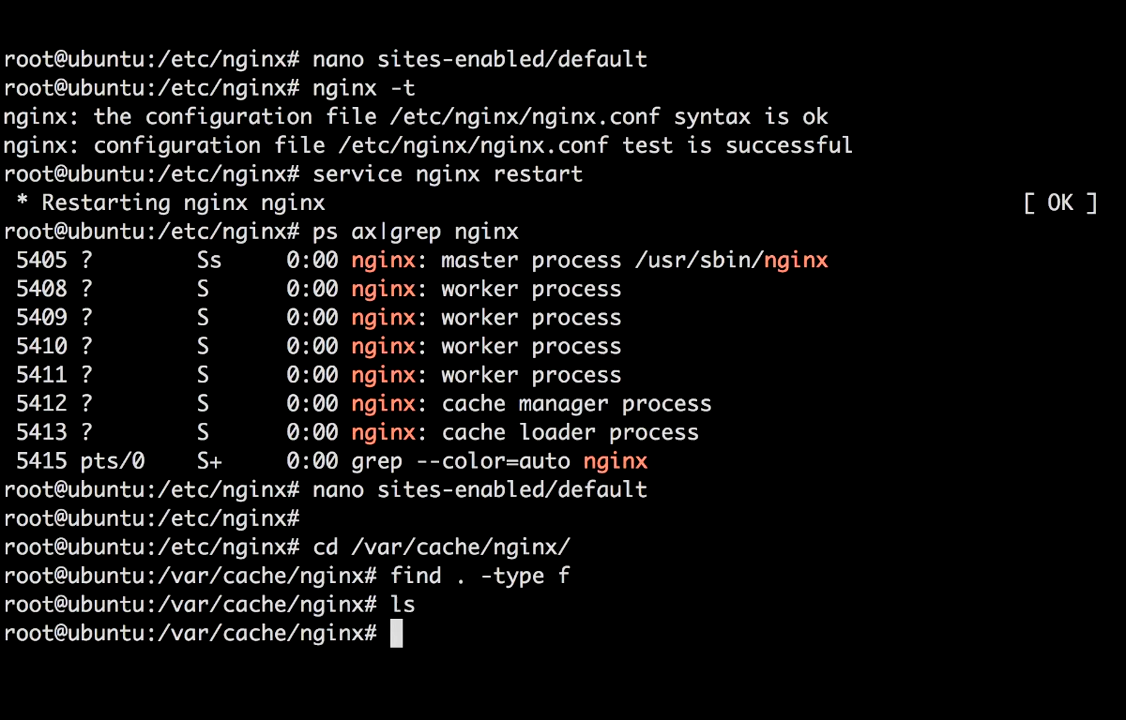 root@ubuntu:/etc/nginx# nano sites-enabled/default
root@ubuntu:/etc/nginx# nginx -t
nginx: the configuration file /etc/nginx/nginx.conf syntax is ok
nginx: configuration file /etc/nginx/nginx.conf test is successful
root@ubuntu:/etc/nginx# service nginx restart
 * Restarting nginx nginx                                                      [ OK ]
root@ubuntu:/etc/nginx# ps ax|grep nginx
 5405 ?        Ss     0:00 nginx: master process /usr/sbin/nginx
 5408 ?        S      0:00 nginx: worker process
 5409 ?        S      0:00 nginx: worker process
 5410 ?        S      0:00 nginx: worker process
 5411 ?        S      0:00 nginx: worker process
 5412 ?        S      0:00 nginx: cache manager process
 5413 ?        S      0:00 nginx: cache loader process
 5415 pts/0    S+     0:00 grep --color=auto nginx
root@ubuntu:/etc/nginx# nano sites-enabled/default
root@ubuntu:/etc/nginx#
root@ubuntu:/etc/nginx# cd /var/cache/nginx/
root@ubuntu:/var/cache/nginx# find . -type f
root@ubuntu:/var/cache/nginx# ls
root@ubuntu:/var/cache/nginx#